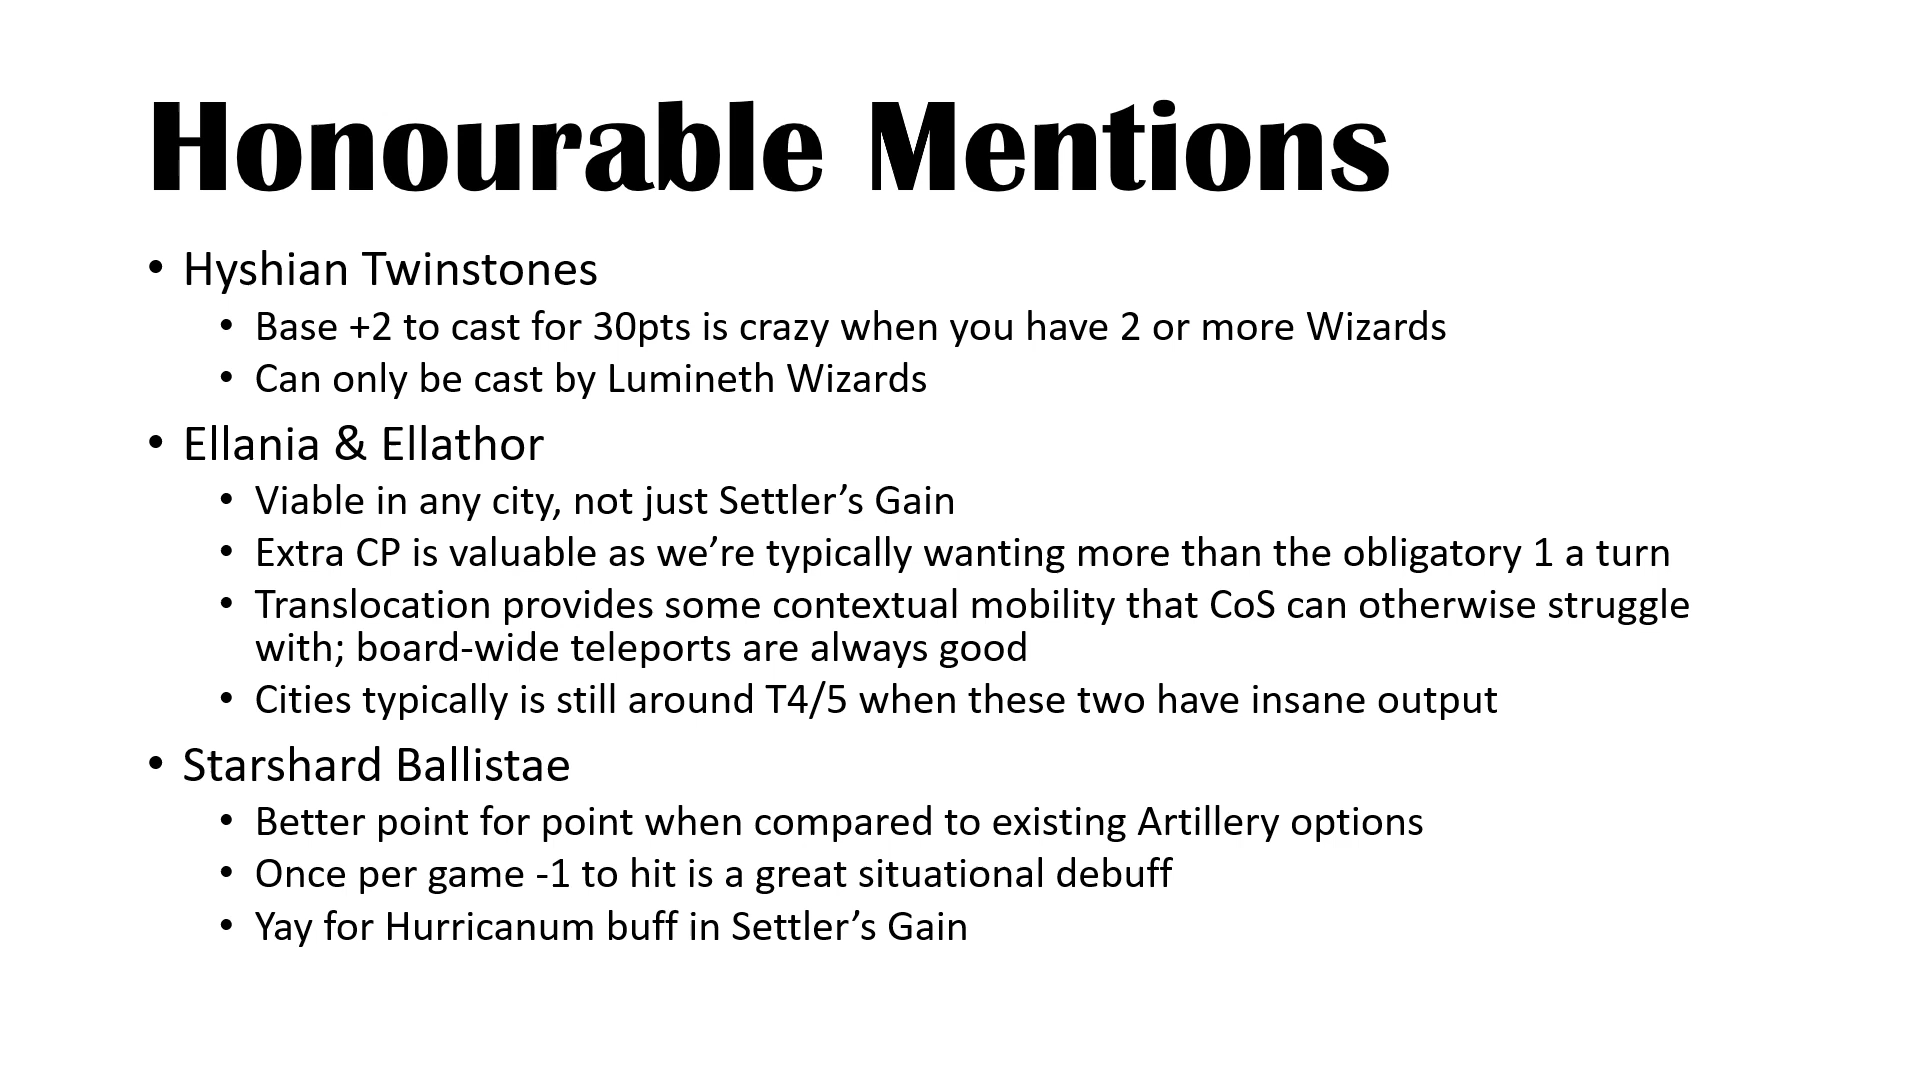 Honourable Mentions
• Hyshian Twinstones
• Base +2 to cast for 30pts is crazy when you have 2 or more Wizards
• Can only be cast by Lumineth Wizards
• Ellania & Ellathor
• Viable in any city, not just Settler’s Gain
• Extra CP is valuable as we’re typically wanting more than the obligatory 1 a turn
• Translocation provides some contextual mobility that CoS can otherwise struggle
with; board-wide teleports are always good
• Cities typically is still around T4/5 when these two have insane output
• Starshard Ballistae
• Better point for point when compared to existing Artillery options
• Once per game -1 to hit is a great situational debuff
• Yay for Hurricanum buff in Settler’s Gain